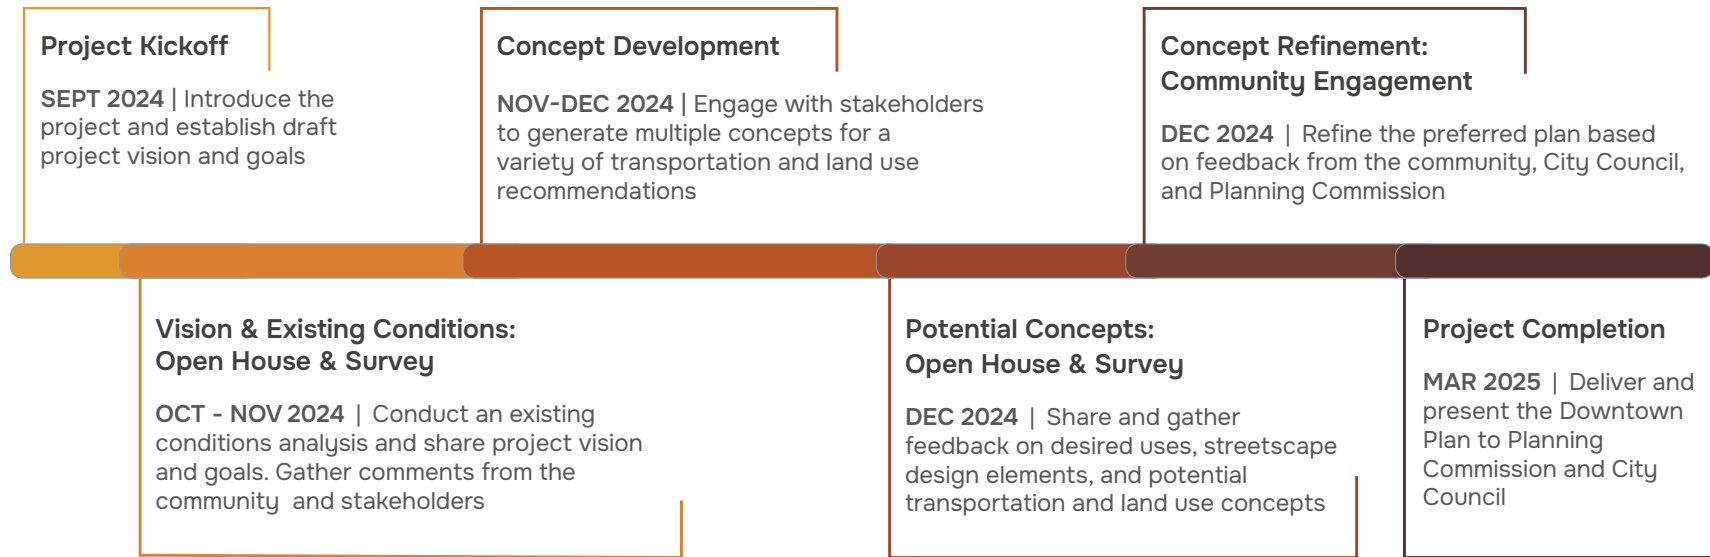 Project Kickoff
SEPT 2024 | Introduce the
project and establish draft
project vision and goals
Concept Development
NOV-DEC 2024 | Engage with stakeholders
to generate multiple concepts for a
variety of transportation and land use
recommendations
Concept Refinement:
Community Engagement
DEC 2024 | Refine the preferred plan based
on feedback from the community, City Council,
and Planning Commission
Vision & Existing Conditions:
Open House & Survey
OCT - NOV 2024 | Conduct an existing
conditions analysis and share project vision
and goals. Gather comments from the
community and stakeholders
Potential Concepts:
Open House & Survey
DEC 2024 | Share and gather
feedback on desired uses, streetscape
design elements, and potential
transportation and land use concepts
Project Completion
MAR 2025 | Deliver and
present the Downtown
Plan to Planning
Commission and City
Council